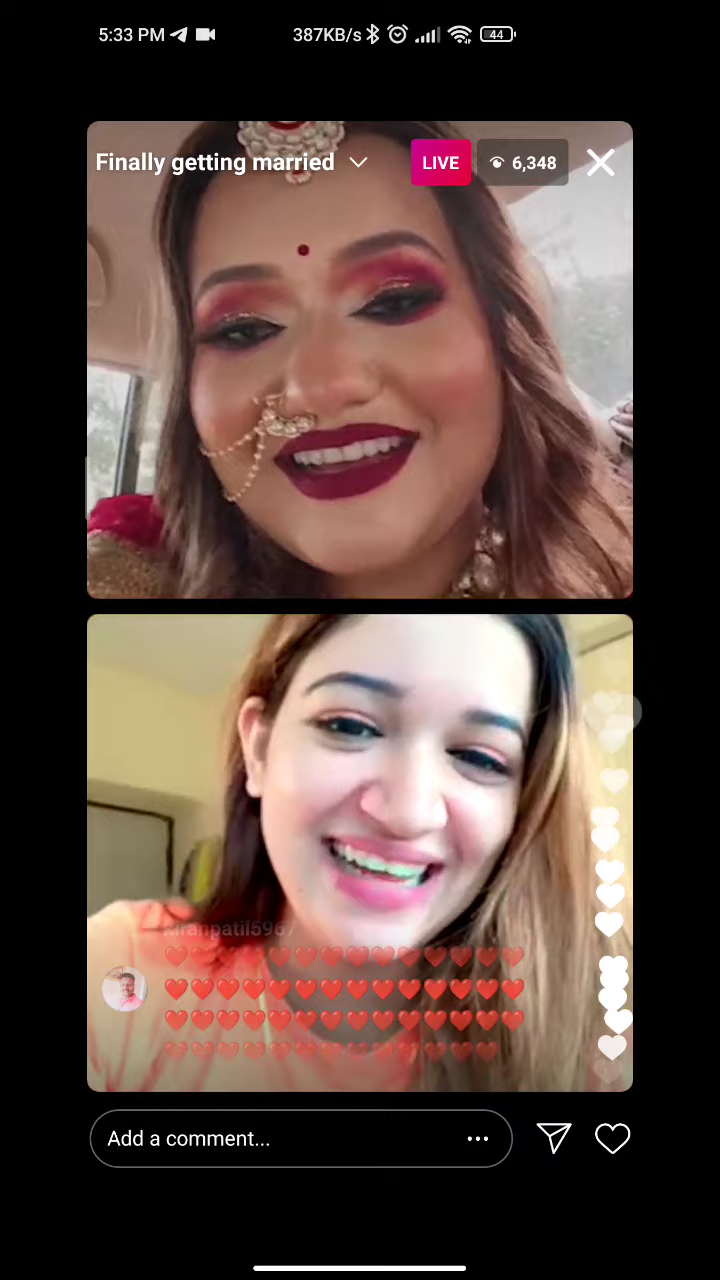 5:33 PM
387KB/s
44
Finally getting married
LIVE
6,348
kiranpatil5967
Add a comment...